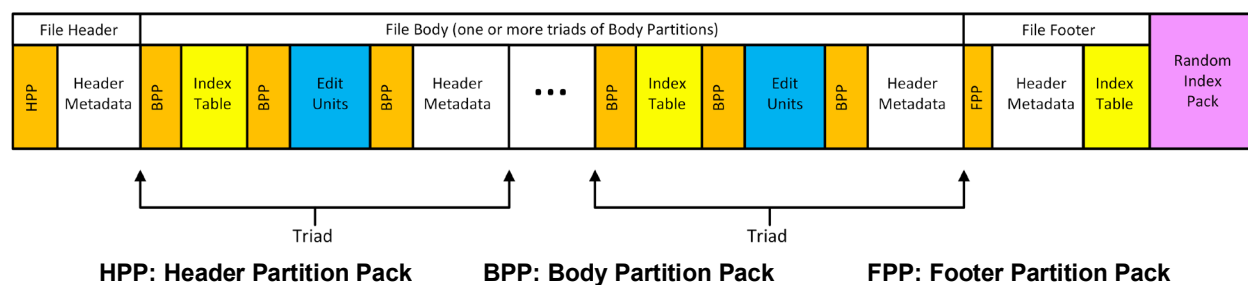 File Header
File Body (one or more triads of Body Partitions)
File Footer
HPP
Header
Metadata
BPP
Index
Table
BPP
Edit
Units
BPP
Header
Metadata
...
BPP
Index
Table
BPP
Edit
Units
BPP
Header
Metadata
FPP
Header
Metadata
Index
Table
Random
Index
Pack
Triad
Triad
HPP: Header Partition Pack
BPP: Body Partition Pack
FPP: Footer Partition Pack